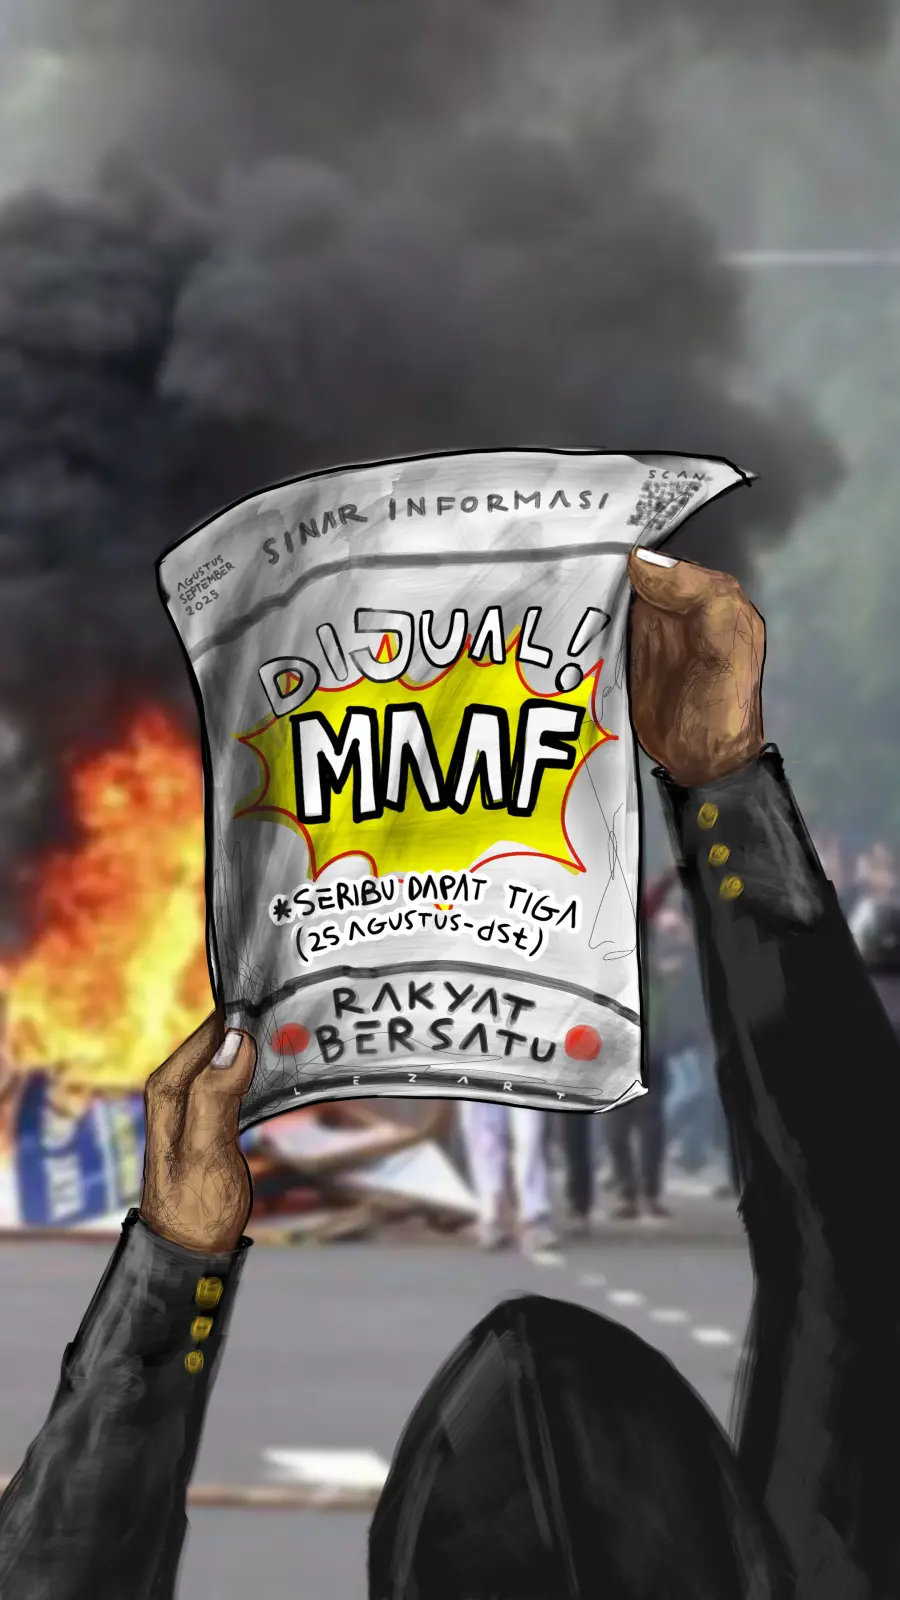 SCAN
SINAR INFORMASI
AGUSTUS
SEPTEMBER
2025
DIJUAL!
MAAF
*SERIBU DAPAT TIGA
(25 AGUSTUS-dst)
RAKYAT
BERSATU
LEZART